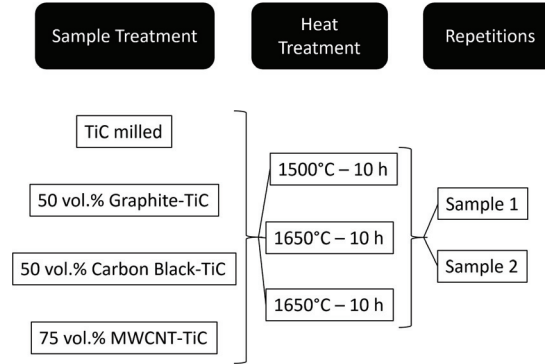 Sample Treatment
Heat
Treatment
Repetitions
TiC milled
50 vol.% Graphite-TiC
50 vol.% Carbon Black-TiC
75 vol.% MWCNT-TiC
1500°C – 10 h
1650°C – 10 h
1650°C – 10 h
Sample 1
Sample 2